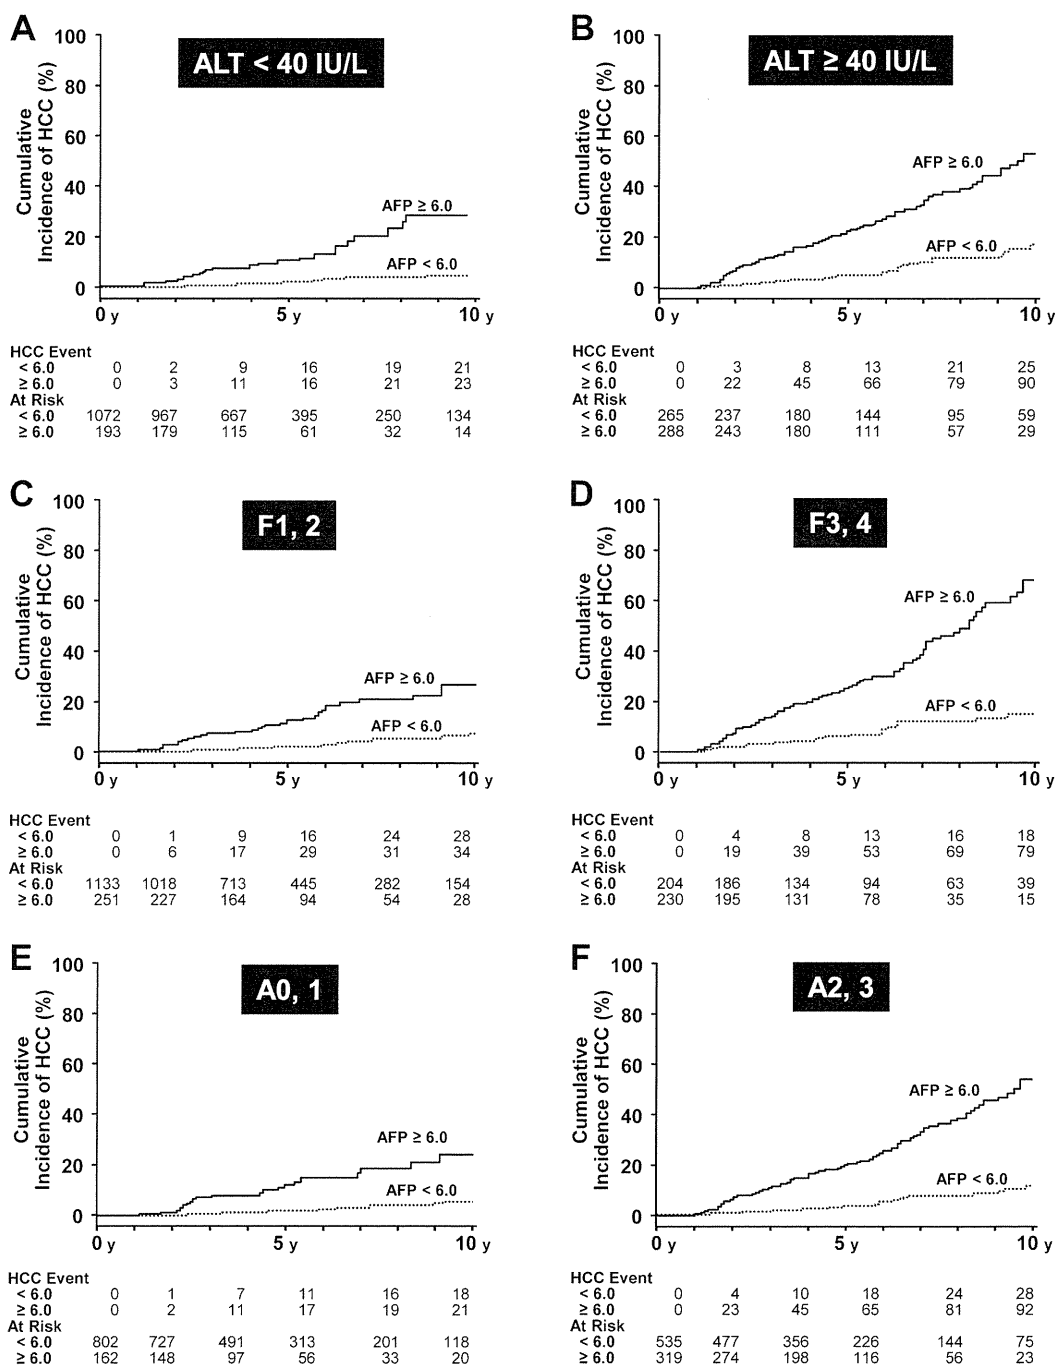 A
ALT < 40 IU/L
Cumulative
Incidence of HCC (%)
100
80
60
40
20
0
AFP ≥ 6.0
AFP < 6.0
0 y 5 y 10 y
HCC Event
< 6.0 0 2 9 16 19 21
≥ 6.0 0 3 11 16 21 23
At Risk
< 6.0 1072 967 667 395 250 134
≥ 6.0 193 179 115 61 32 14
B
ALT ≥ 40 IU/L
Cumulative
Incidence of HCC (%)
100
80
60
40
20
0
AFP ≥ 6.0
AFP < 6.0
0 y 5 y 10 y
HCC Event
< 6.0 0 3 8 13 21 25
≥ 6.0 0 22 45 66 79 90
At Risk
< 6.0 265 237 180 144 95 59
≥ 6.0 288 243 180 111 57 29
C
F1, 2
Cumulative
Incidence of HCC (%)
100
80
60
40
20
0
AFP ≥ 6.0
AFP < 6.0
0 y 5 y 10 y
HCC Event
< 6.0 0 1 9 16 24 28
≥ 6.0 0 6 17 29 31 34
At Risk
< 6.0 1133 1018 713 445 282 154
≥ 6.0 251 227 164 94 54 28
D
F3, 4
Cumulative
Incidence of HCC (%)
100
80
60
40
20
0
AFP ≥ 6.0
AFP < 6.0
0 y 5 y 10 y
HCC Event
< 6.0 0 4 8 13 16 18
≥ 6.0 0 19 39 53 69 79
At Risk
< 6.0 204 186 134 94 63 39
≥ 6.0 230 195 131 78 35 15
E
A0, 1
Cumulative
Incidence of HCC (%)
100
80
60
40
20
0
AFP ≥ 6.0
AFP < 6.0
0 y 5 y 10 y
HCC Event
< 6.0 0 1 7 11 16 18
≥ 6.0 0 2 11 17 19 21
At Risk
< 6.0 802 727 491 313 201 118
≥ 6.0 162 148 97 56 33 20
F
A2, 3
Cumulative
Incidence of HCC (%)
100
80
60
40
20
0
AFP ≥ 6.0
AFP < 6.0
0 y 5 y 10 y
HCC Event
< 6.0 0 4 10 18 24 28
≥ 6.0 0 23 45 65 81 92
At Risk
< 6.0 535 477 356 226 144 75
≥ 6.0 319 274 198 116 56 23